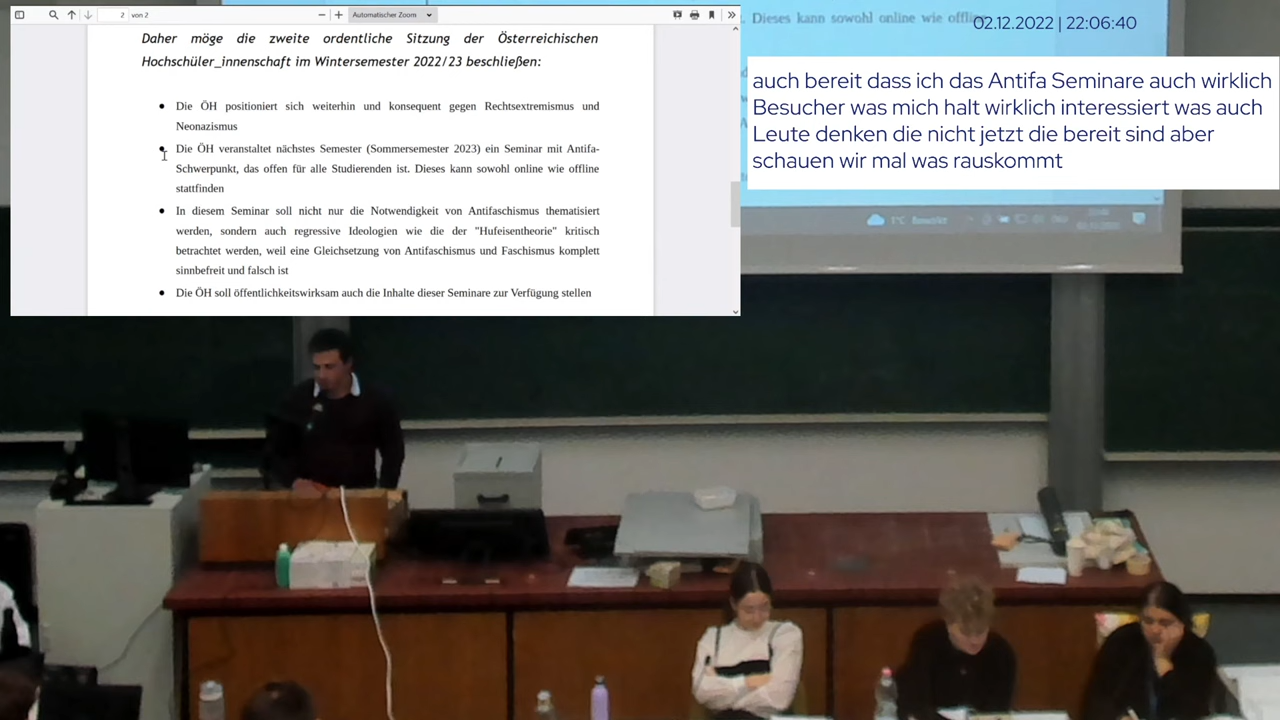 2 von 2
Automatischer Zoom
Daher möge die zweite ordentliche Sitzung der Österreichischen
Hochschüler_innenschaft im Wintersemester 2022/23 beschließen:
● Die ÖH positioniert sich weiterhin und konsequent gegen Rechtsextremismus und
Neonazismus
● Die ÖH veranstaltet nächstes Semester (Sommersemester 2023) ein Seminar mit Antifa-
Schwerpunkt, das offen für alle Studierenden ist. Dieses kann sowohl online wie offline
stattfinden
● In diesem Seminar soll nicht nur die Notwendigkeit von Antifaschismus thematisiert
werden, sondern auch regressive Ideologien wie die der "Hufeisentheorie" kritisch
betrachtet werden, weil eine Gleichsetzung von Antifaschismus und Faschismus komplett
sinnbefreit und falsch ist
● Die ÖH soll öffentlichkeitswirksam auch die Inhalte dieser Seminare zur Verfügung stellen
. Dieses kann sowohl online wie offlin
02.12.2022 | 22:06:40
auch bereit dass ich das Antifa Seminare auch wirklich
Besucher was mich halt wirklich interessiert was auch
Leute denken die nicht jetzt die bereit sind aber
schauen wir mal was rauskommt
1°C Bewölkt